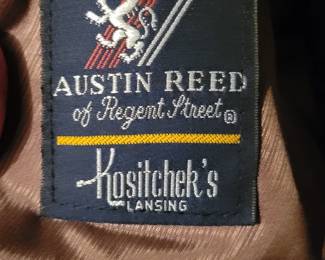 AUSTIN REED
of Regent Street®
Kositchek's
LANSING